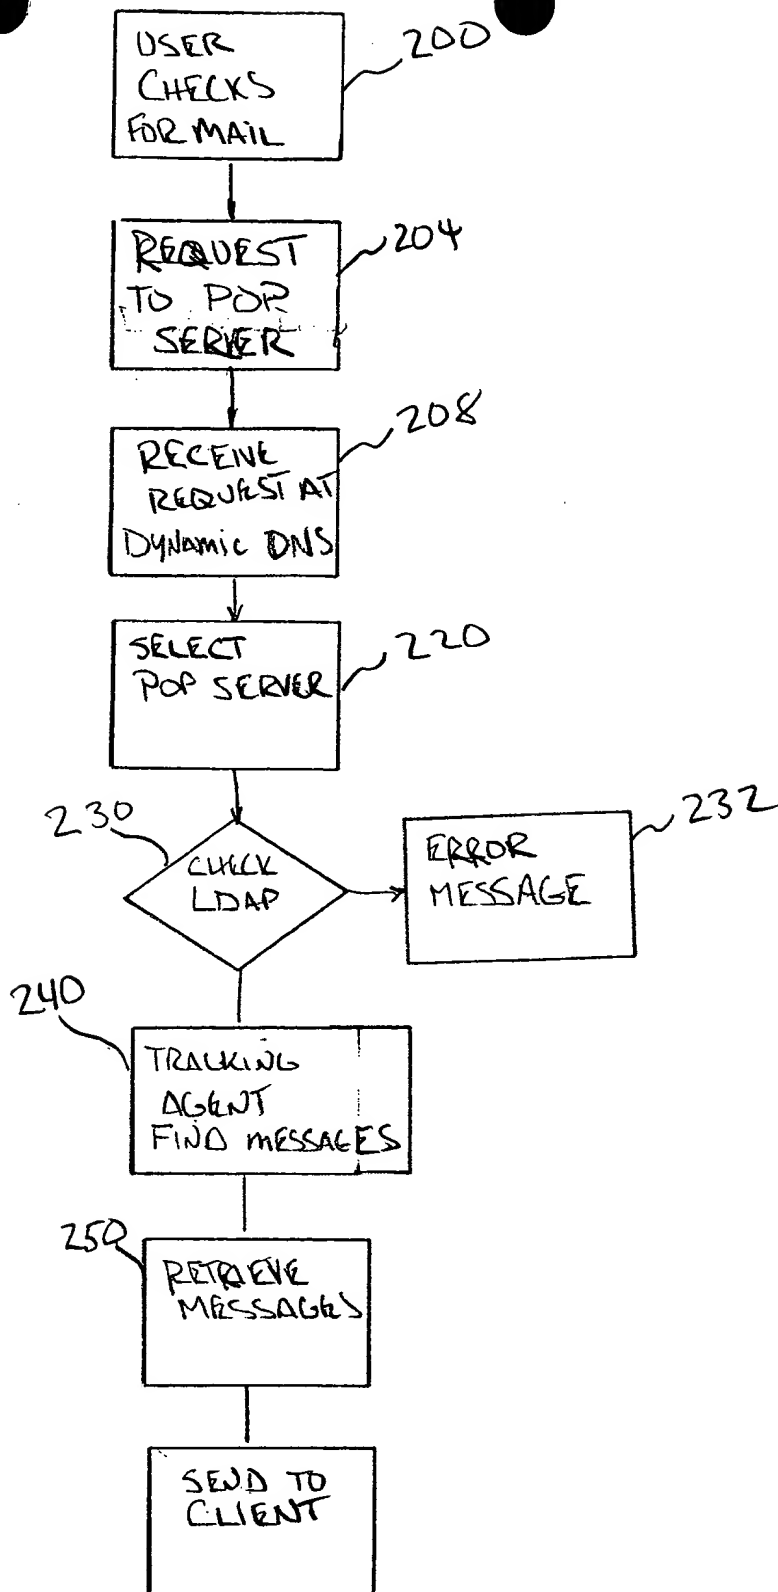 USER
CHECKS
FOR MAIL
200
REQUEST
TO POP
SERVER
204
RECEIVE
REQUEST AT
DYNAMIC DNS
208
SELECT
POP SERVER
220
230
CHECK
LDAP
ERROR
MESSAGE
232
240
TRACKING
AGENT
FIND MESSAGES
250
RETRIEVE
MESSAGES
SEND TO
CLIENT